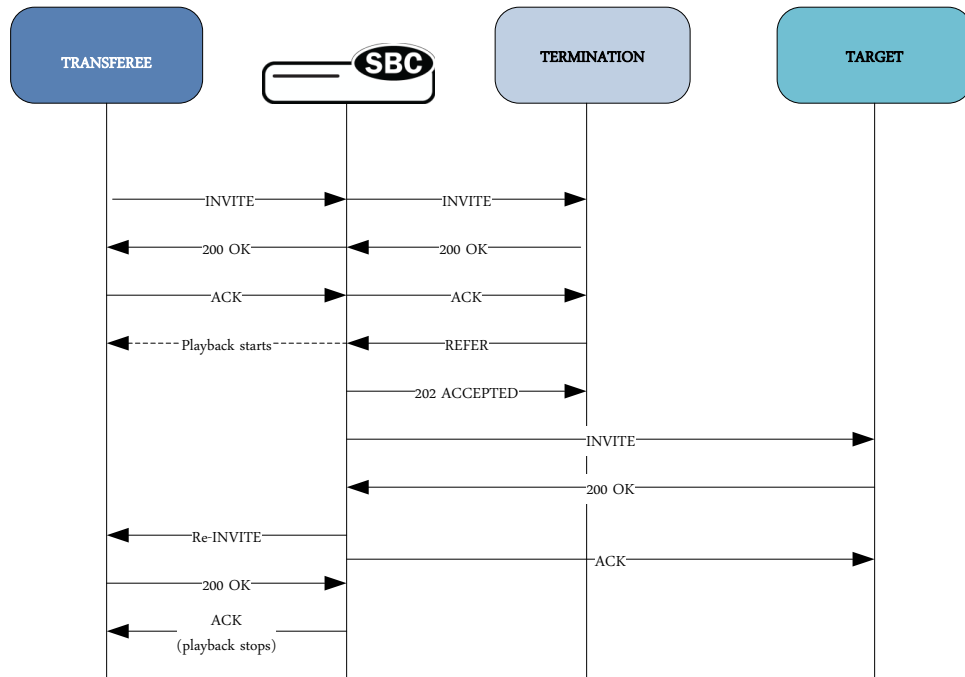 TRANSFEREE
SBC
TERMINATION
TARGET
INVITE
INVITE
200 OK
200 OK
ACK
ACK
Playback starts
REFER
202 ACCEPTED
INVITE
200 OK
Re-INVITE
ACK
200 OK
ACK
(playback stops)